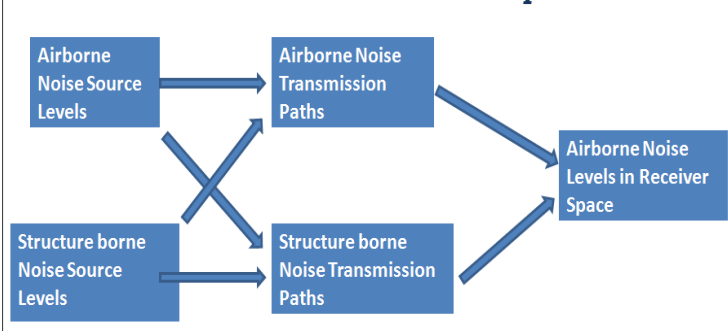 Airborne
Noise Source
Levels
Airborne Noise
Transmission
Paths
Airborne Noise
Levels in Receiver
Space
Structure borne
Noise Source
Levels
Structure borne
Noise Transmission
Paths